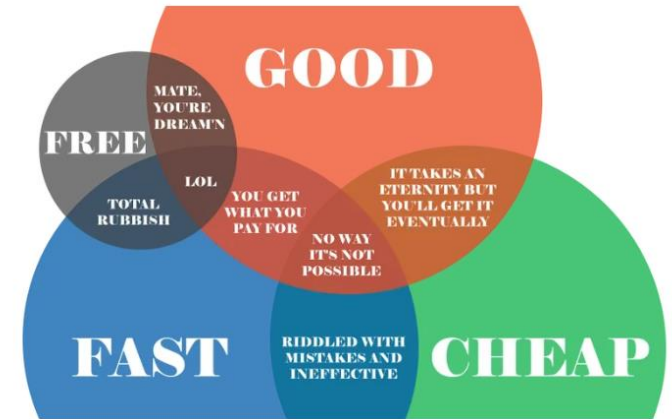 GOOD
MATE,
YOU'RE
DREAM'N
FREE
LOL
TOTAL
RUBBISH
YOU GET
WHAT YOU
PAY FOR
IT TAKES AN
ETERNITY BUT
YOU'LL GET IT
EVENTUALLY
NO WAY
IT'S NOT
POSSIBLE
FAST
RIDDLED WITH
MISTAKES AND
INEFFECTIVE
CHEAP